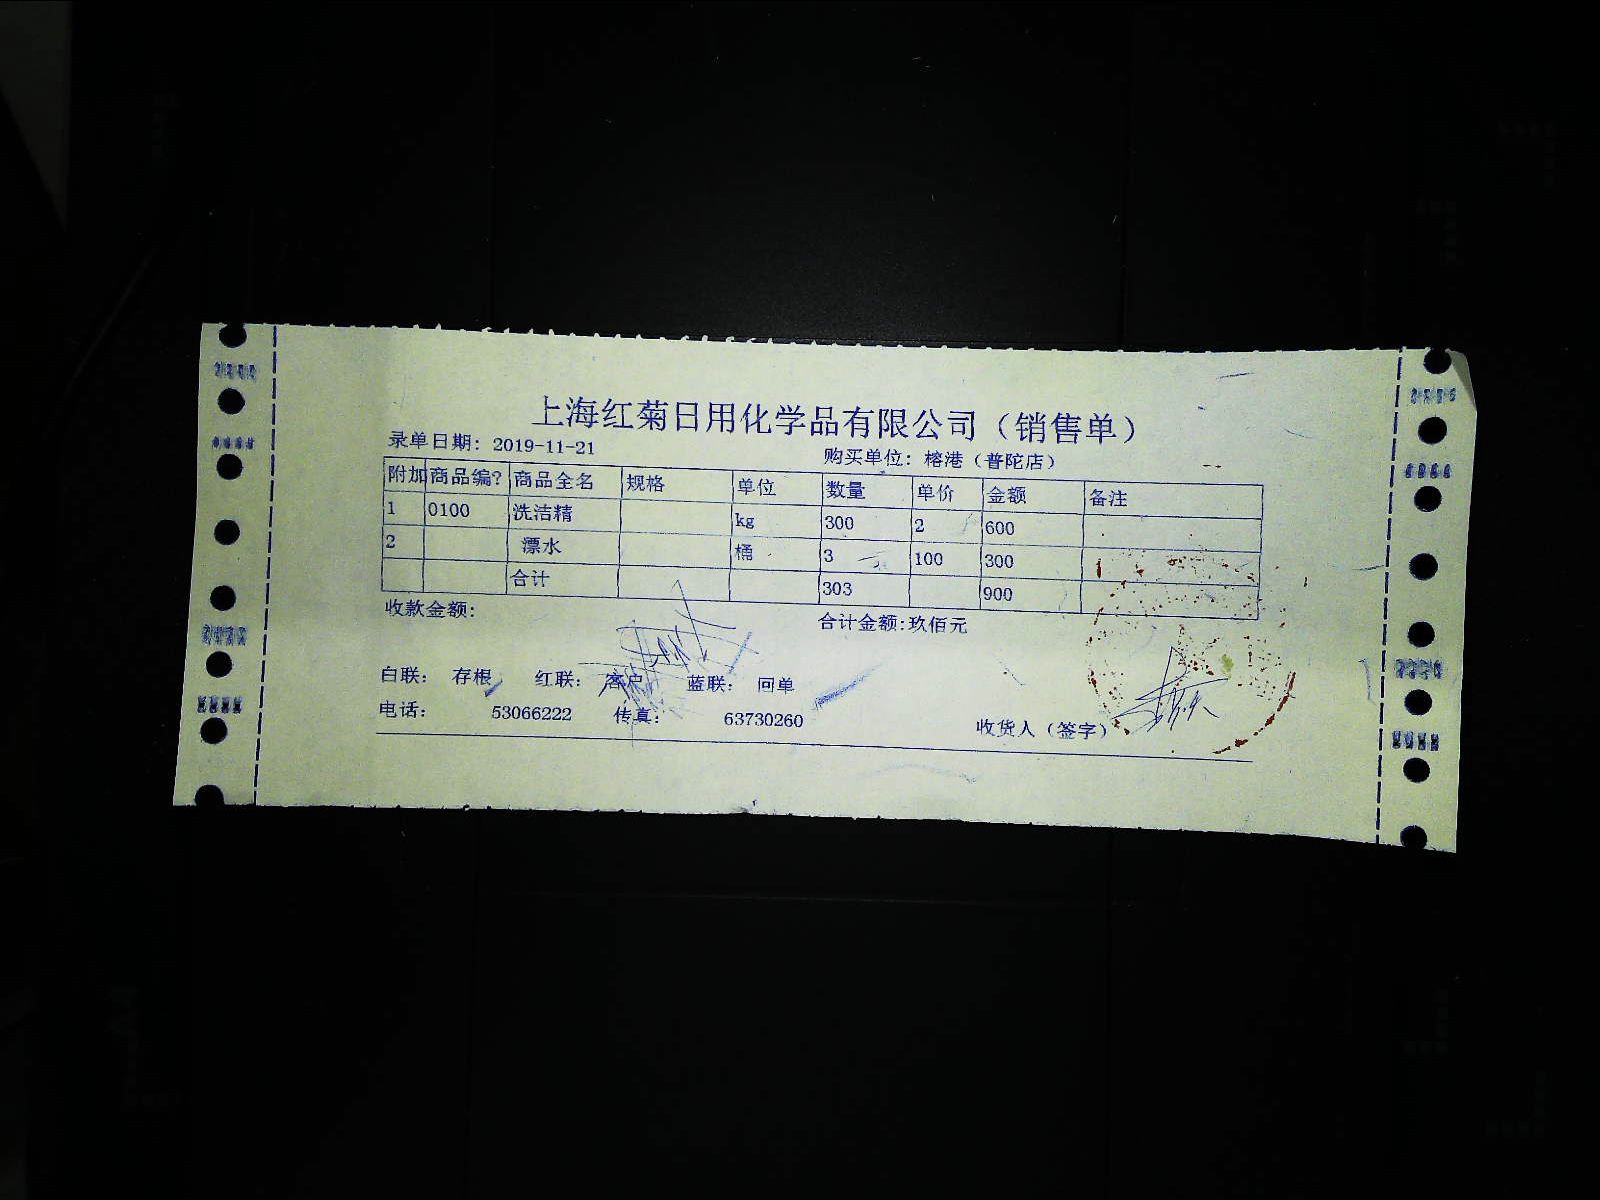 上海红菊日用化学品有限公司（销售单）
录单日期: 2019-11-21 购买单位: 榕港（普陀店）
附加 商品编? 商品全名 规格 单位 数量 单价 金额 备注
1 0100 洗洁精 kg 300 2 600
2 漂水 桶 3 100 300
合计 303 900
收款金额: 合计金额:玖佰元
白联: 存根 红联: 客户 蓝联: 回单
电话: 53066222 传真: 63730260 收货人（签字）